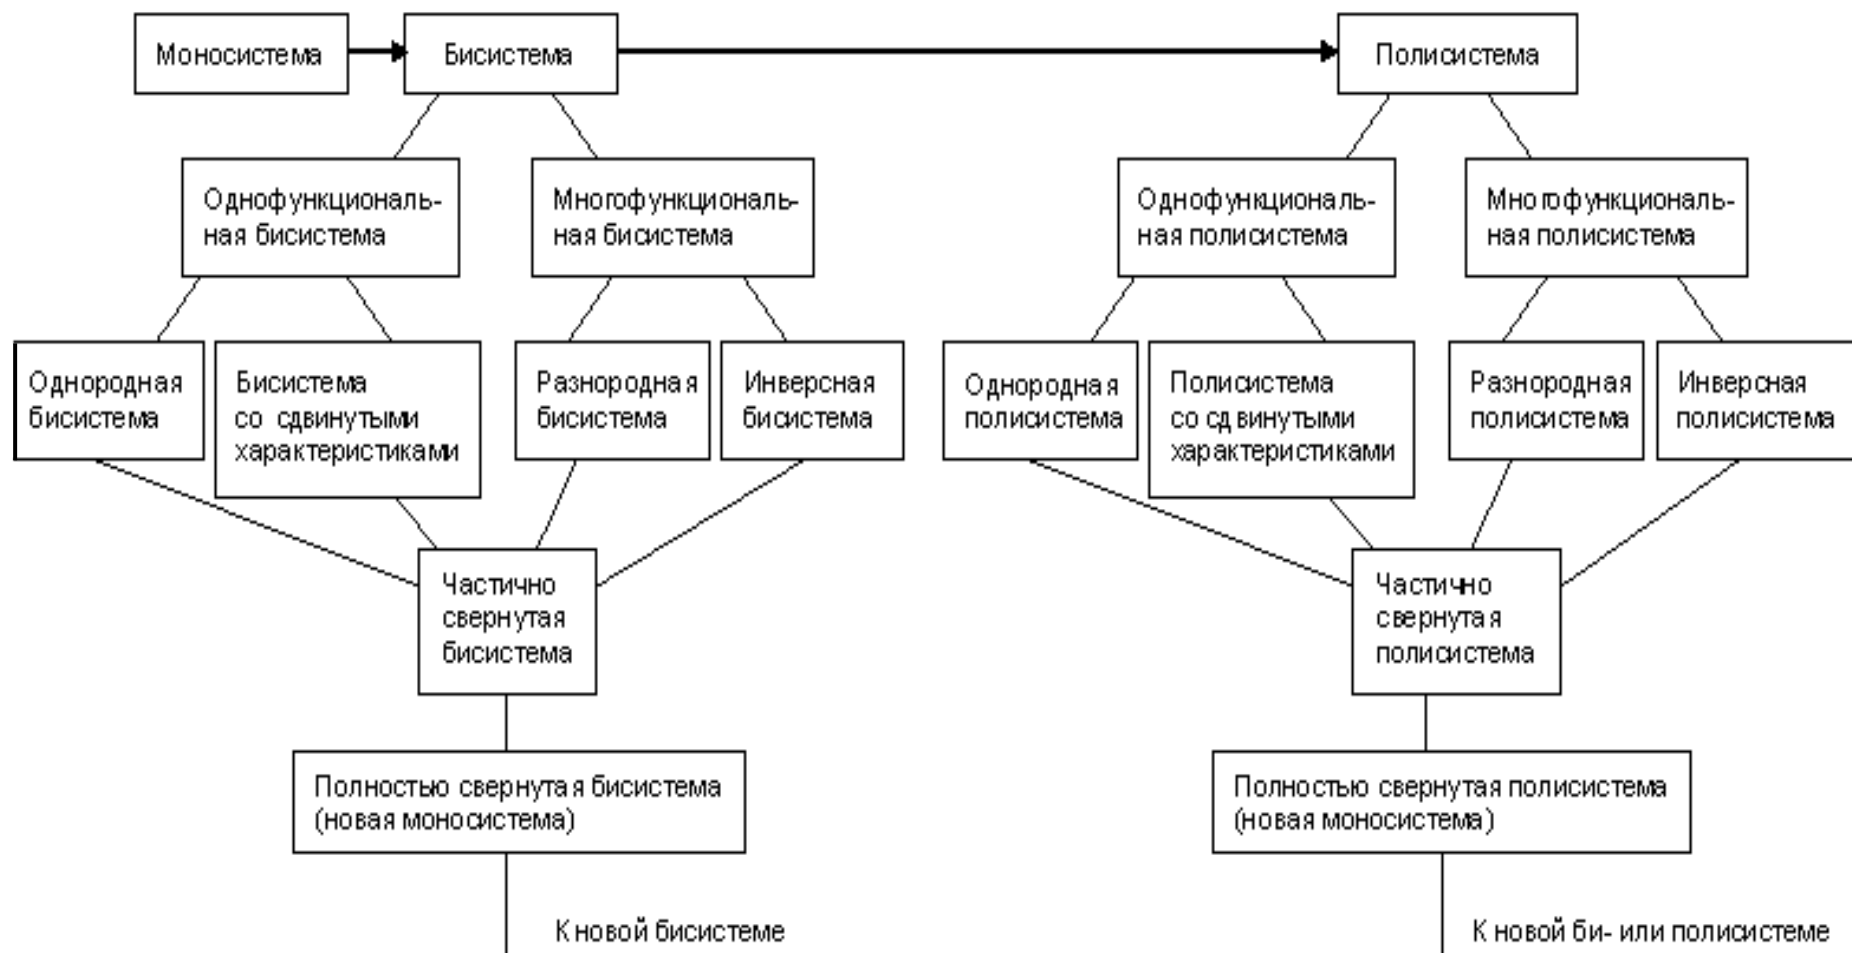 Моносистема
Бисистема
Полисистема
Однофункциональ-
ная бисистема
Многофункциональ-
ная бисистема
Однофункциональ-
ная полисистема
Многофункциональ-
ная полисистема
Однородная
бисистема
Бисистема
со сдвинутыми
характеристиками
Разнородная
бисистема
Инверсная
бисистема
Однородная
полисистема
Полисистема
со сдвинутыми
характеристиками
Разнородная
полисистема
Инверсная
полисистема
Частично
свернутая
бисистема
Частично
свернутая
полисистема
Полностью свернутая бисистема
(новая моносистема)
Полностью свернутая полисистема
(новая моносистема)
К новой бисистеме
К новой би- или полисистеме